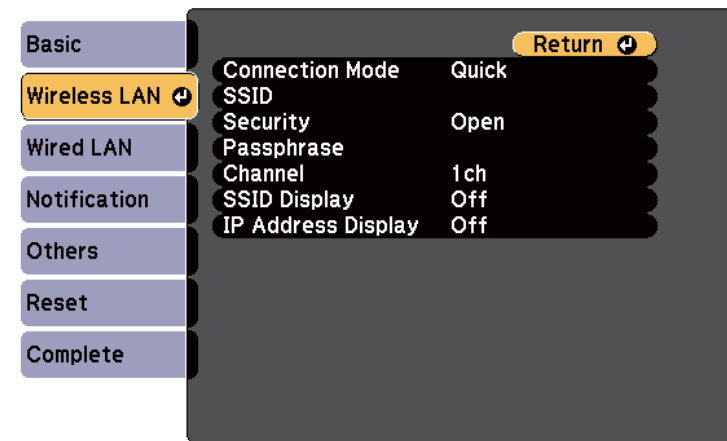 Basic
Wireless LAN
Wired LAN
Notification
Others
Reset
Complete
Return
Connection Mode Quick
SSID
Security Open
Passphrase
Channel 1ch
SSID Display Off
IP Address Display Off